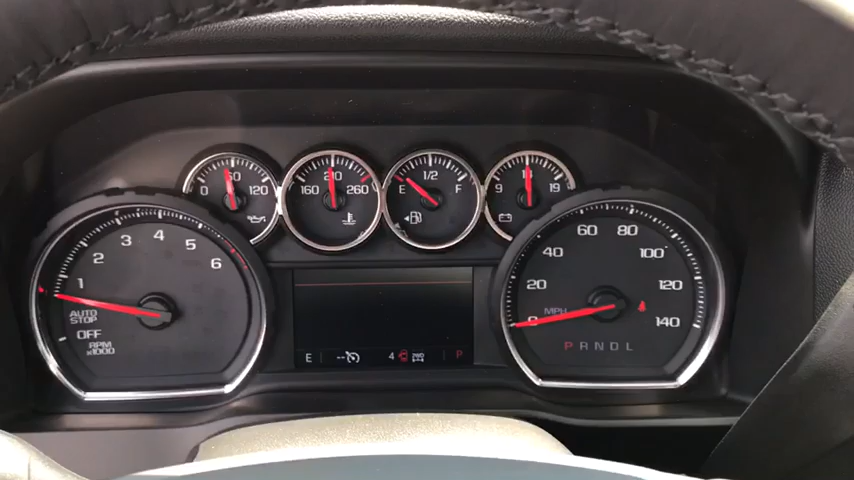 0 60 120
160 210 260
E 1/2 F
9 19
1 2 3 4 5 6
AUTO
STOP
OFF
RPM
x1000
20 40 60 80 100 120 140
MPH
P R N D L
E -- 4 2WD P